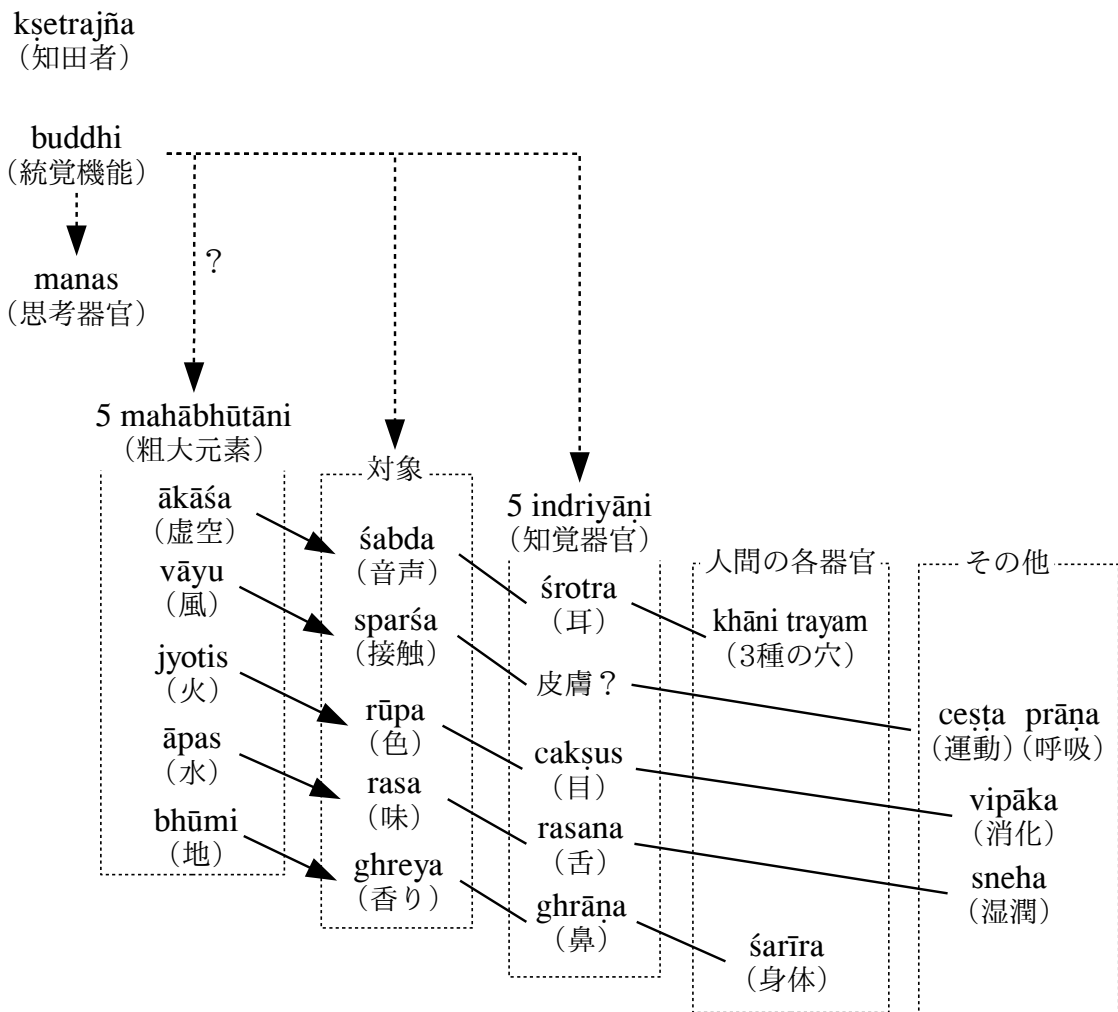 kṣetrajña
（知田者）
buddhi
（統覚機能）
？
manas
（思考器官）
5 mahābhūtāni
（粗大元素）
ākāśa
（虚空）
vāyu
（風）
jyotis
（火）
āpas
（水）
bhūmi
（地）
対象
śabda
（音声）
sparśa
（接触）
rūpa
（色）
rasa
（味）
ghreya
（香り）
5 indriyāṇi
（知覚器官）
śrotra
（耳）
皮膚？
cakṣus
（目）
rasana
（舌）
ghrāṇa
（鼻）
人間の各器官
khāni trayam
（3種の穴）
śarīra
（身体）
その他
ceṣṭa prāṇa
（運動）（呼吸）
vipāka
（消化）
sneha
（湿潤）